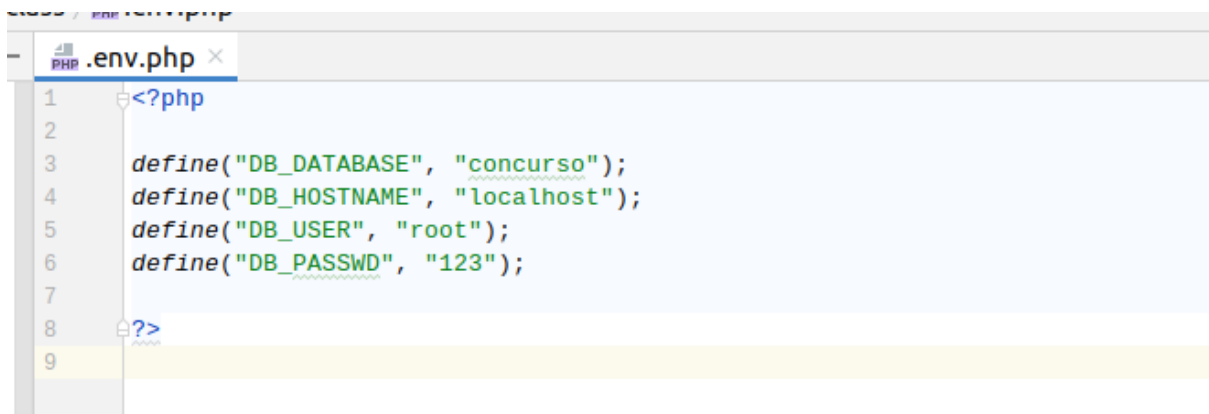 .env.php
1 <?php
2
3 define("DB_DATABASE", "concurso");
4 define("DB_HOSTNAME", "localhost");
5 define("DB_USER", "root");
6 define("DB_PASSWD", "123");
7
8 ?>
9